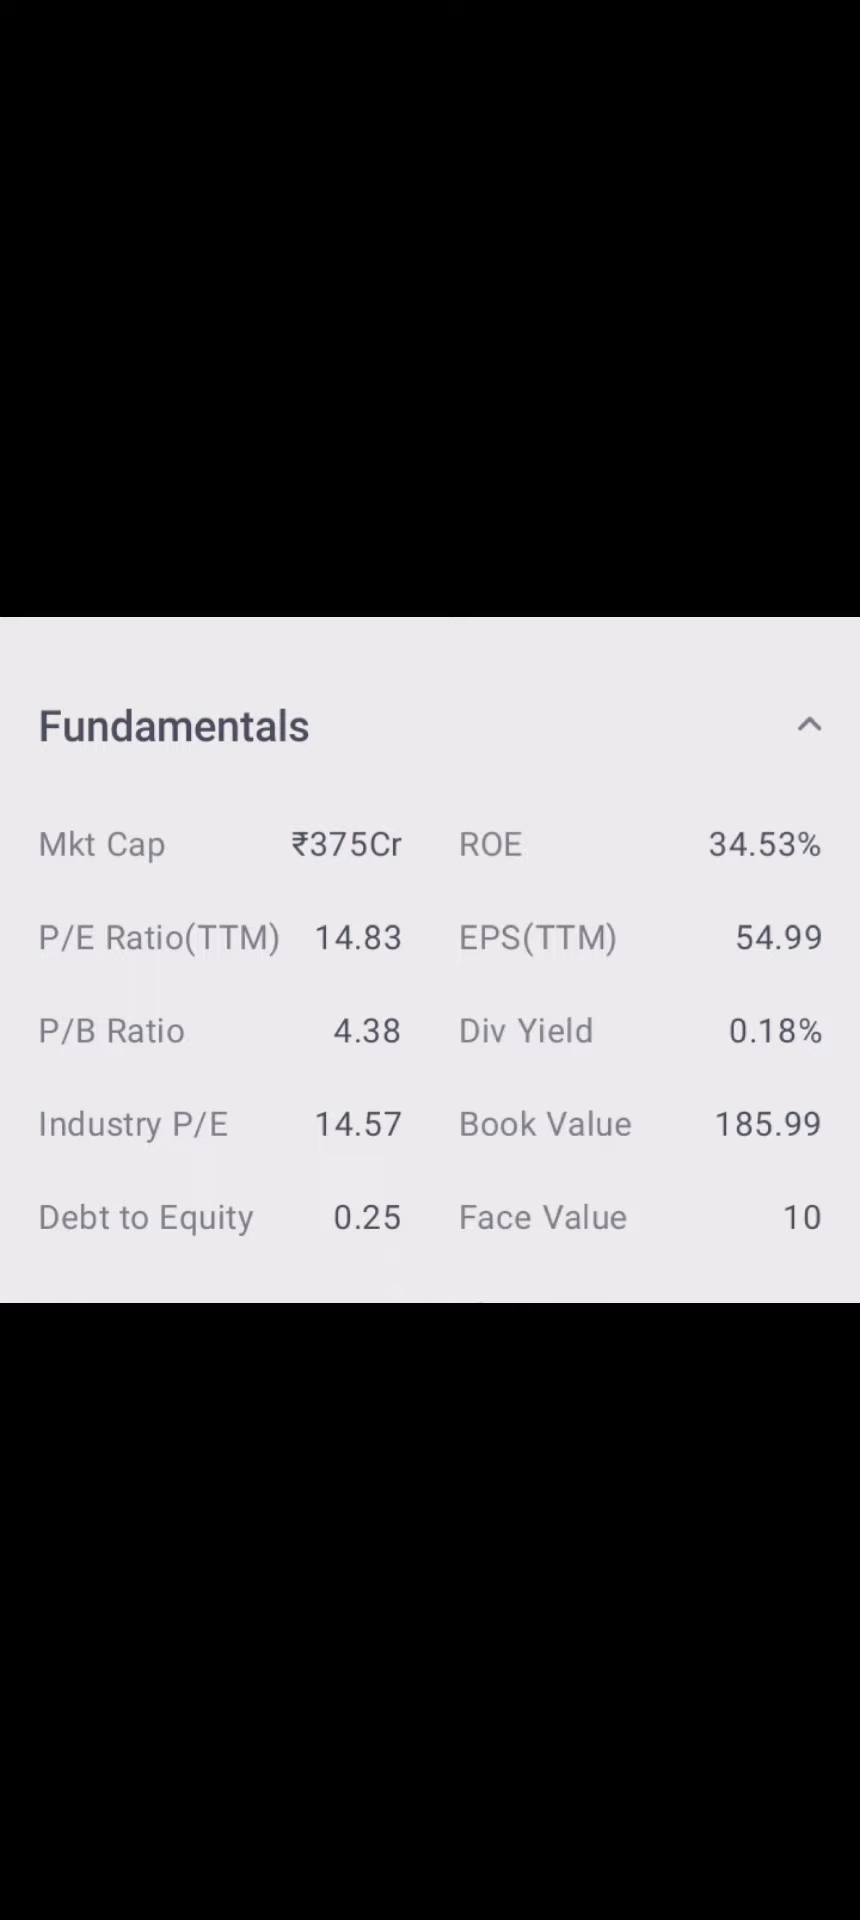 Fundamentals
Mkt Cap ₹375Cr ROE 34.53%
P/E Ratio(TTM) 14.83 EPS(TTM) 54.99
P/B Ratio 4.38 Div Yield 0.18%
Industry P/E 14.57 Book Value 185.99
Debt to Equity 0.25 Face Value 10